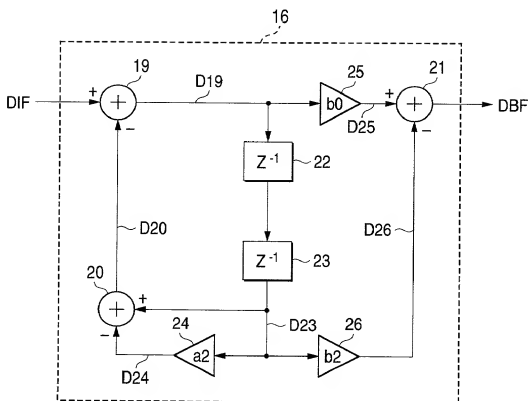 16
19
D19
25
21
DIF
+
+
b0
+
+
DBF
−
D25
−
Z⁻¹
22
D20
D26
Z⁻¹
23
20
+
+
−
24
D23
26
a2
b2
D24